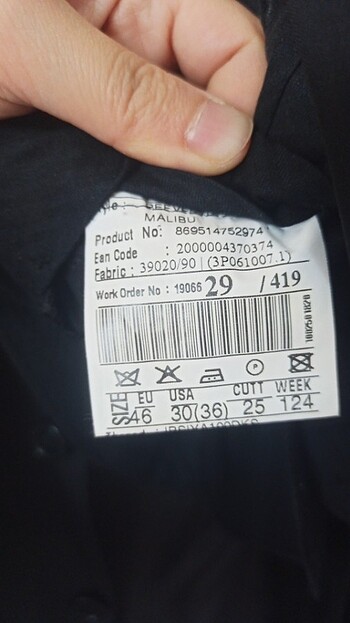 MALIBU
Product No: 869514752974
Ean Code : 2000004370374
Fabric : 39020/90 | (3P061007.1)
Work Order No : 19066 29 / 419
P
EU USA CUTT WEEK
SIZE 46 30(36) 25 124